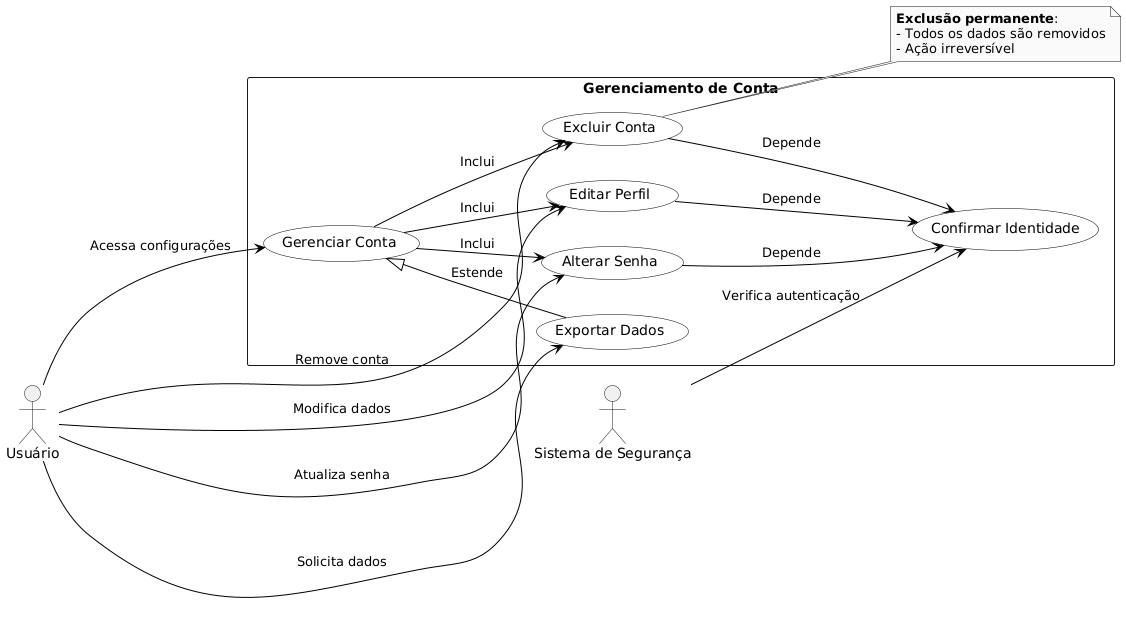 Exclusão permanente:
- Todos os dados são removidos
- Ação irreversível
Gerenciamento de Conta
Excluir Conta
Depende
Inclui
Editar Perfil
Depende
Inclui
Confirmar Identidade
Gerenciar Conta
Acessa configurações
Inclui
Alterar Senha
Depende
Estende
Verifica autenticação
Exportar Dados
Remove conta
Modifica dados
Usuário
Sistema de Segurança
Atualiza senha
Solicita dados